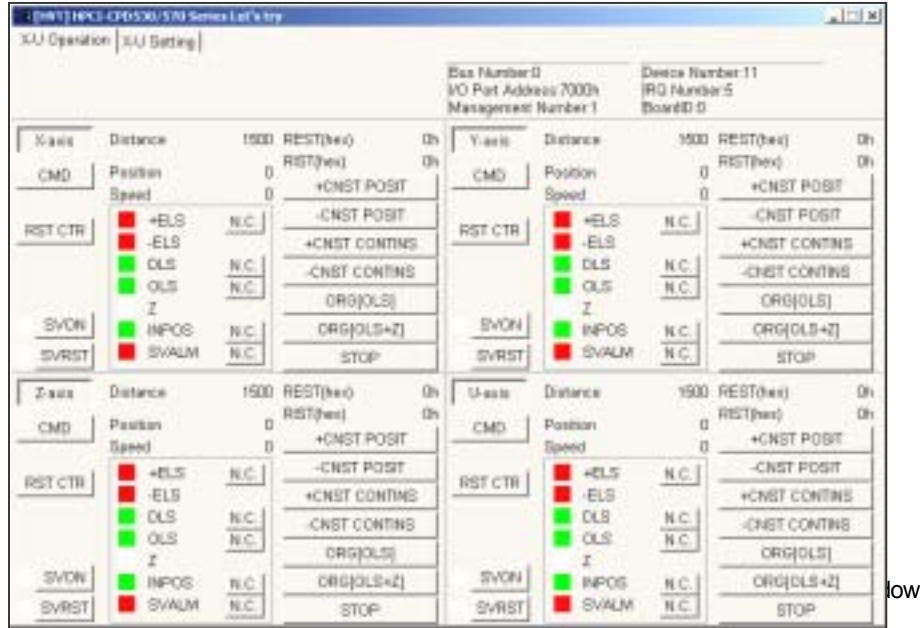 [HW1] HPCI-CPD530/570 Series Let's try
X-U Operation X-U Setting
Bus Number:0 Device Number:11
I/O Port Address:7000h IRQ Number:5
Management Number:1 BoardID:0
X-axis Distance 1500 REST(hex) 0h
RIST(hex) 0h
CMD Position 0
Speed 0
+CNST POSIT
RST CTR
+ELS N.C.
-ELS
DLS N.C.
OLS N.C.
Z
INPOS N.C.
SVALM N.C.
-CNST POSIT
+CNST CONTINS
-CNST CONTINS
ORG[OLS]
ORG[OLS+Z]
STOP
SVON
SVRST
Y-axis Distance 1500 REST(hex) 0h
RIST(hex) 0h
CMD Position 0
Speed 0
+CNST POSIT
RST CTR
+ELS N.C.
-ELS
DLS N.C.
OLS N.C.
Z
INPOS N.C.
SVALM N.C.
-CNST POSIT
+CNST CONTINS
-CNST CONTINS
ORG[OLS]
ORG[OLS+Z]
STOP
SVON
SVRST
Z-axis Distance 1500 REST(hex) 0h
RIST(hex) 0h
CMD Position 0
Speed 0
+CNST POSIT
RST CTR
+ELS N.C.
-ELS
DLS N.C.
OLS N.C.
Z
INPOS N.C.
SVALM N.C.
-CNST POSIT
+CNST CONTINS
-CNST CONTINS
ORG[OLS]
ORG[OLS+Z]
STOP
SVON
SVRST
U-axis Distance 1500 REST(hex) 0h
RIST(hex) 0h
CMD Position 0
Speed 0
+CNST POSIT
RST CTR
+ELS N.C.
-ELS
DLS N.C.
OLS N.C.
Z
INPOS N.C.
SVALM N.C.
-CNST POSIT
+CNST CONTINS
-CNST CONTINS
ORG[OLS]
ORG[OLS+Z]
STOP
SVON
SVRST
dow